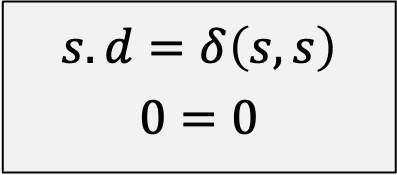 s.d = δ(s,s)
0 = 0